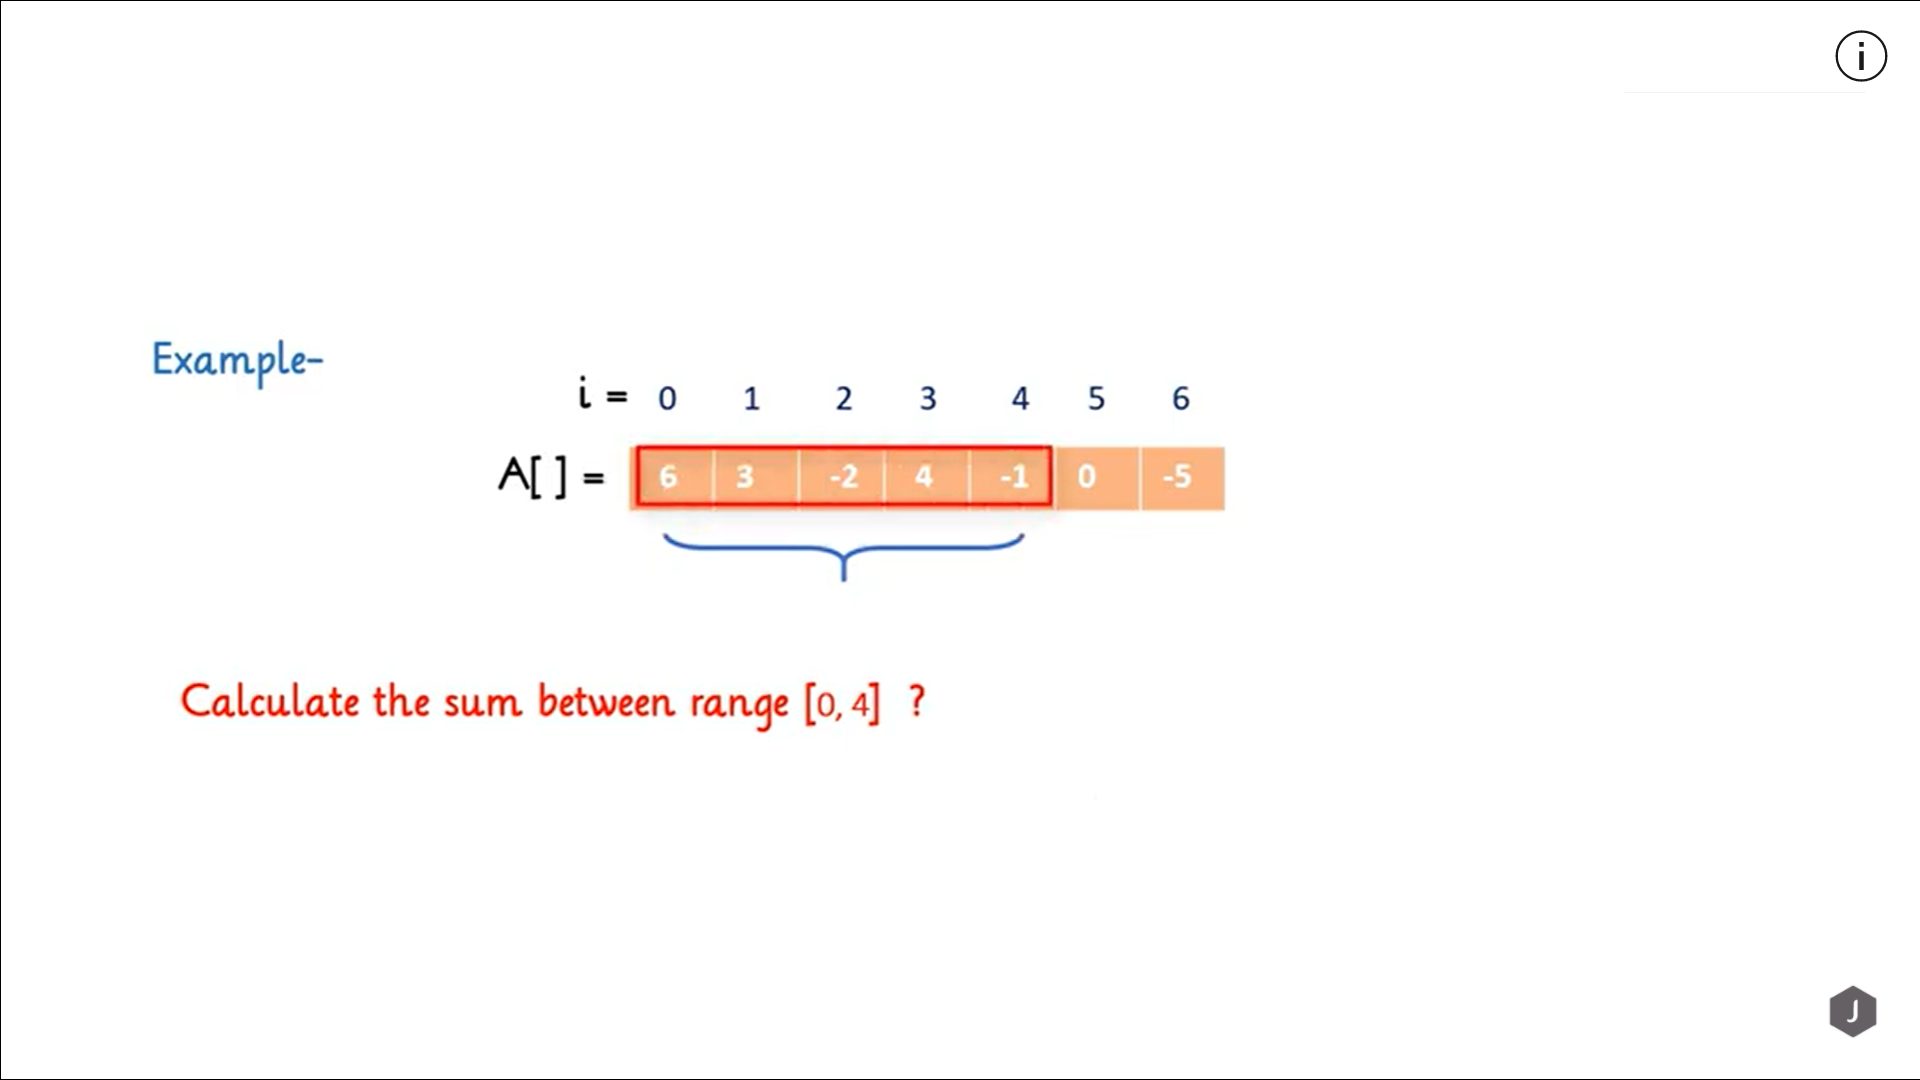 i
Example-
i = 0 1 2 3 4 5 6
A[ ] = 6 3 -2 4 -1 0 -5
Calculate the sum between range [0, 4] ?
J